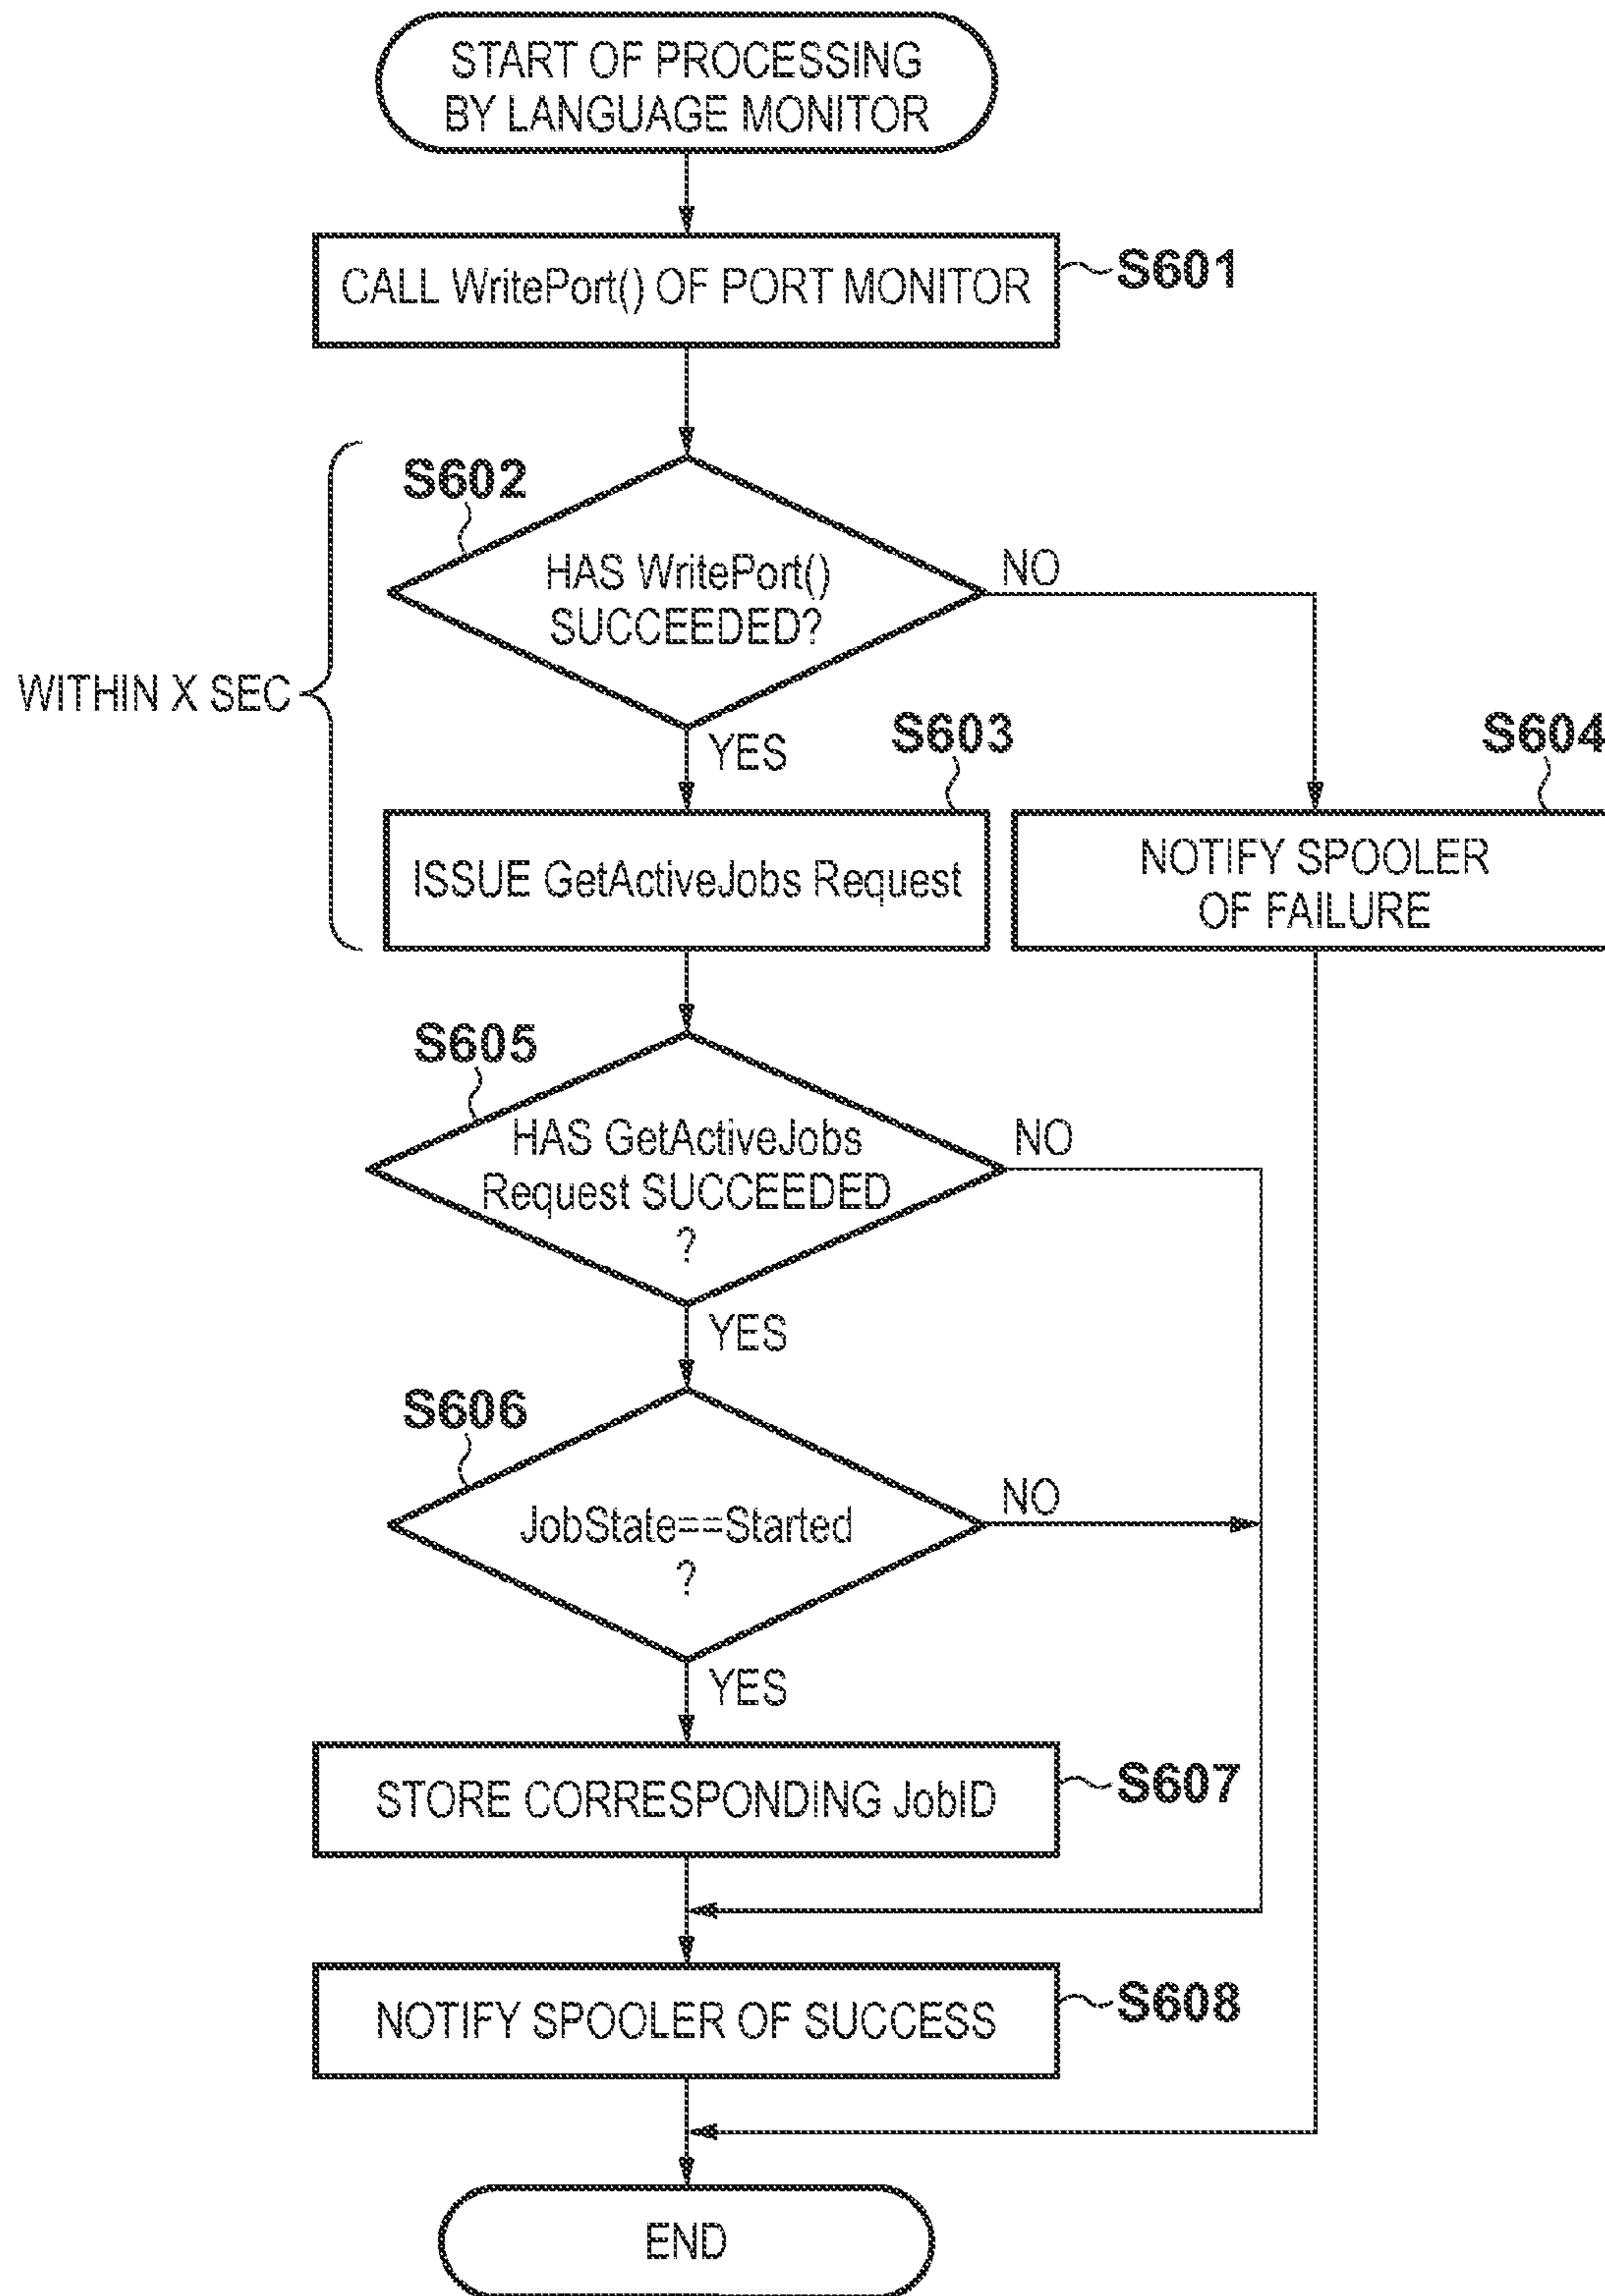 START OF PROCESSING
BY LANGUAGE MONITOR
CALL WritePort() OF PORT MONITOR
S601
S602
HAS WritePort()
SUCCEEDED?
NO
WITHIN X SEC
YES
S603
S604
ISSUE GetActiveJobs Request
NOTIFY SPOOLER
OF FAILURE
S605
HAS GetActiveJobs
Request SUCCEEDED
?
NO
YES
S606
JobState==Started
?
NO
YES
STORE CORRESPONDING JobID
S607
NOTIFY SPOOLER OF SUCCESS
S608
END